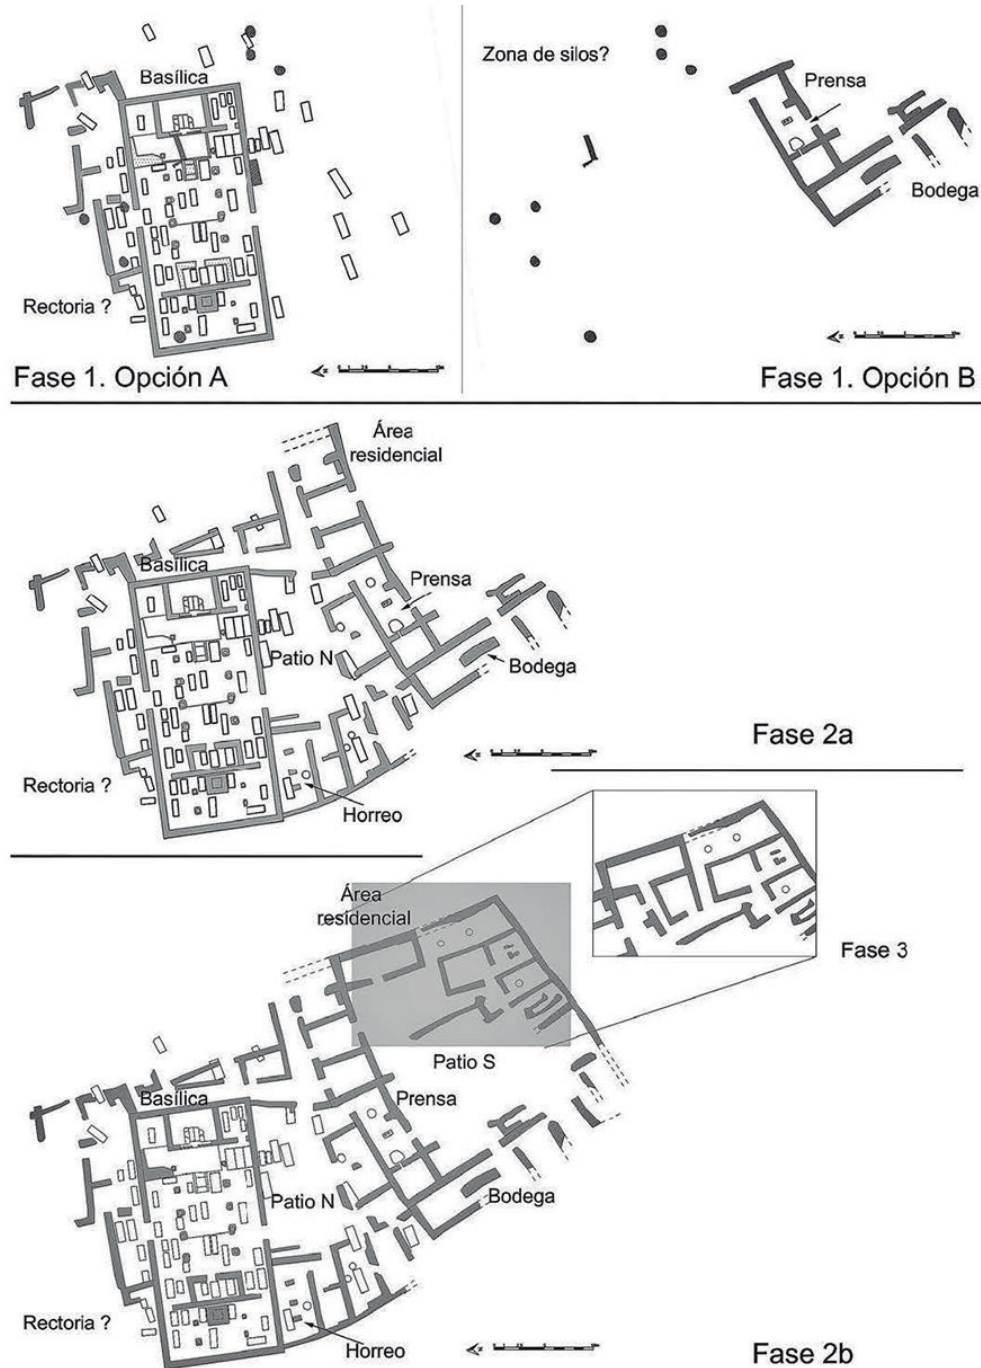 Basílica
Rectoria ?
Fase 1. Opción A
Zona de silos?
Prensa
Bodega
Fase 1. Opción B
Área
residencial
Basílica
Prensa
Patio N
Bodega
Rectoria ?
Horreo
Fase 2a
Fase 3
Área
residencial
Patio S
Basílica
Prensa
Patio N
Bodega
Rectoria ?
Horreo
Fase 2b